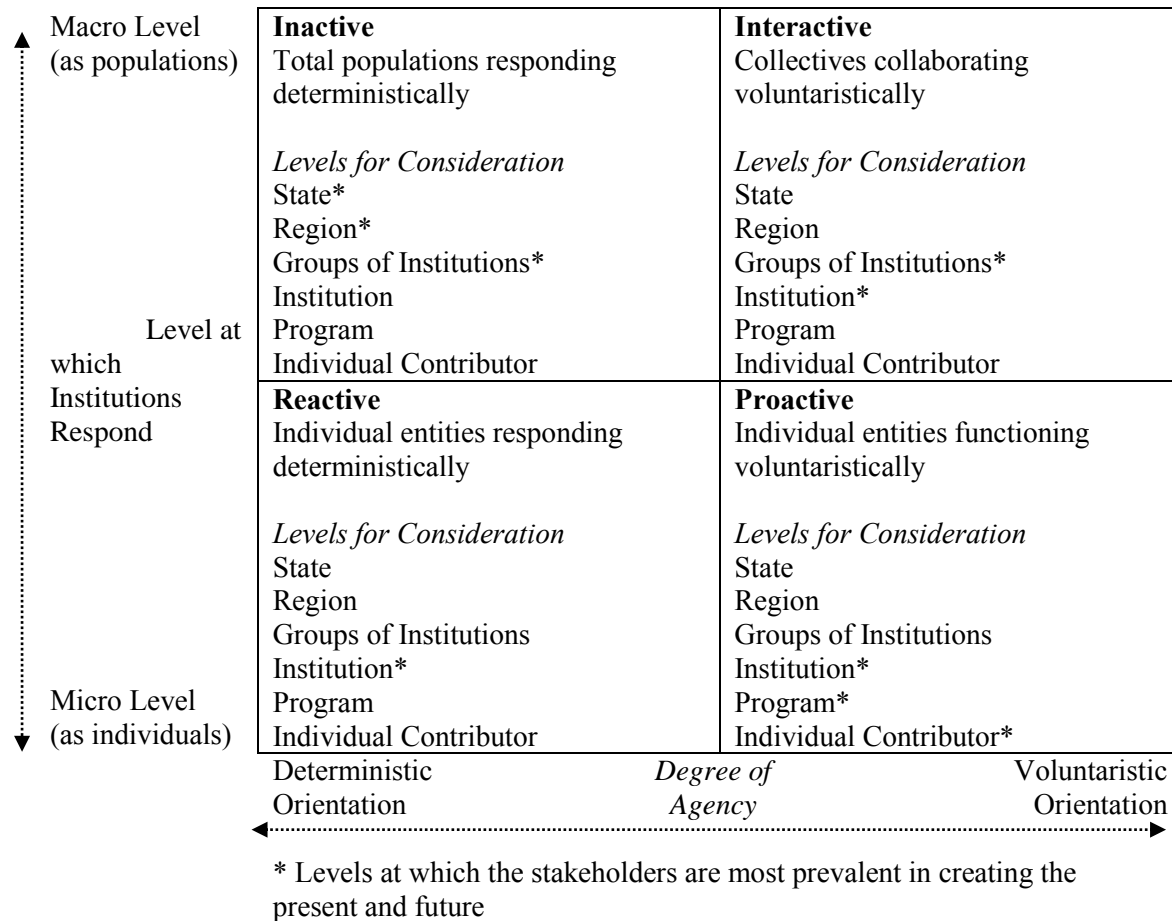 Macro Level
(as populations)
Inactive
Total populations responding
deterministically
Levels for Consideration
State*
Region*
Groups of Institutions*
Institution
Program
Individual Contributor
Interactive
Collectives collaborating
voluntaristically
Levels for Consideration
State
Region
Groups of Institutions*
Institution*
Program
Individual Contributor
Level at
which
Institutions
Respond
Reactive
Individual entities responding
deterministically
Levels for Consideration
State
Region
Groups of Institutions
Institution*
Program
Individual Contributor
Proactive
Individual entities functioning
voluntaristically
Levels for Consideration
State
Region
Groups of Institutions
Institution*
Program*
Individual Contributor*
Micro Level
(as individuals)
Deterministic
Orientation
Degree of
Agency
Voluntaristic
Orientation
* Levels at which the stakeholders are most prevalent in creating the
present and future